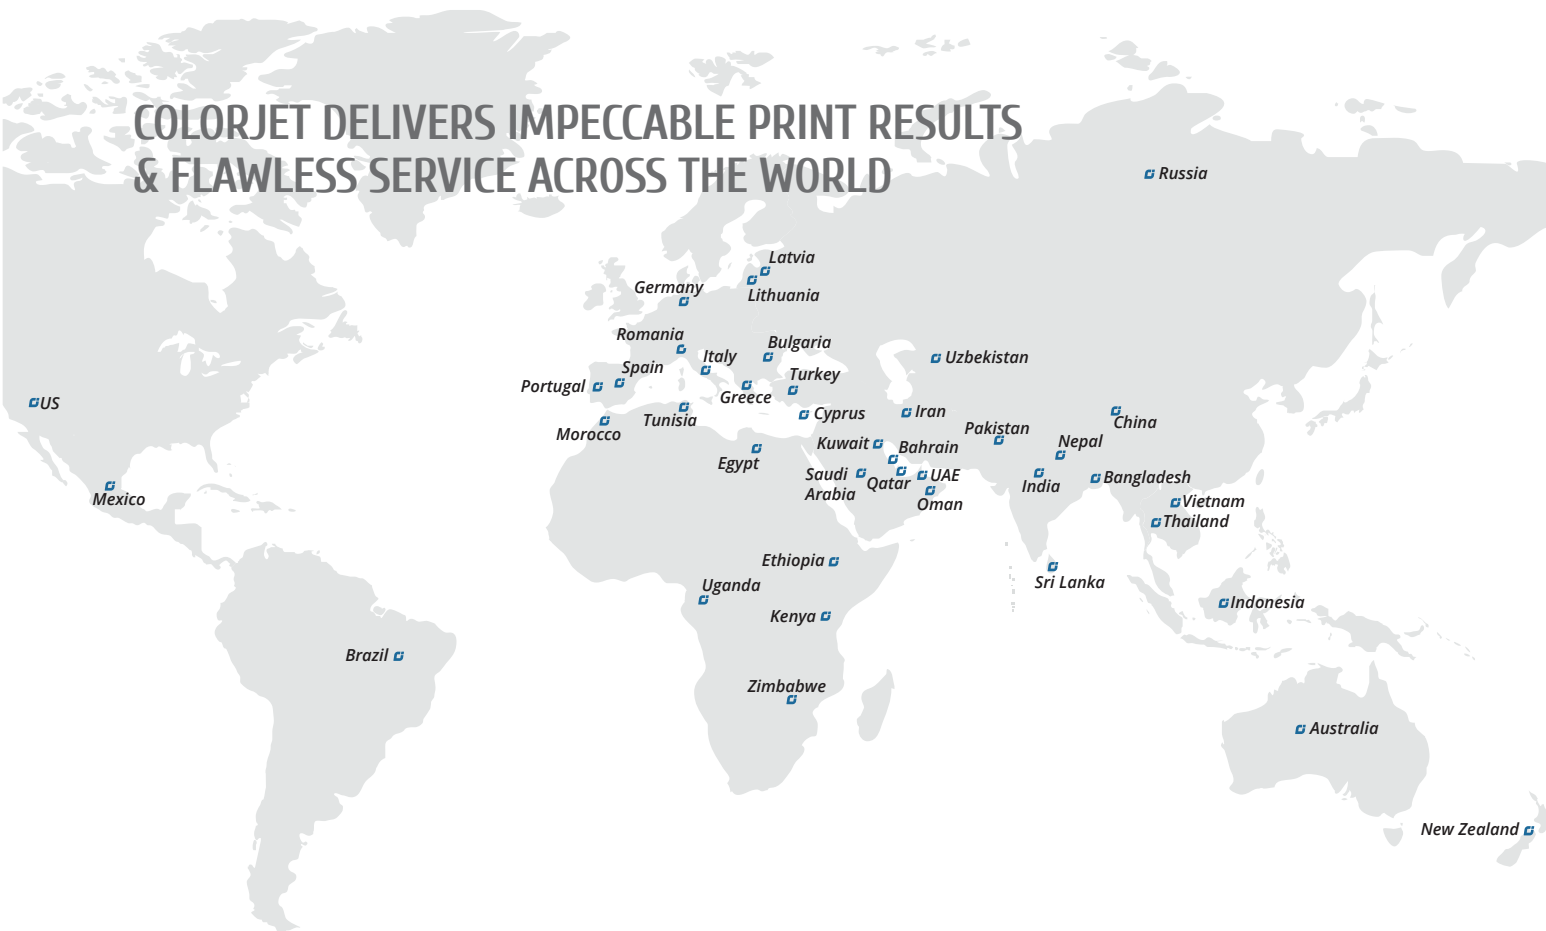 COLORJET DELIVERS IMPECCABLE PRINT RESULTS
& FLAWLESS SERVICE ACROSS THE WORLD
Russia
Latvia
Germany
Lithuania
Romania
Bulgaria
Italy
Uzbekistan
Spain
Turkey
Portugal
Greece
US
Iran
Cyprus
Tunisia
China
Pakistan
Morocco
Nepal
Kuwait
Bahrain
Egypt
Saudi
Arabia
Qatar
UAE
Bangladesh
India
Mexico
Oman
Vietnam
Thailand
Ethiopia
Sri Lanka
Uganda
Indonesia
Kenya
Brazil
Zimbabwe
Australia
New Zealand